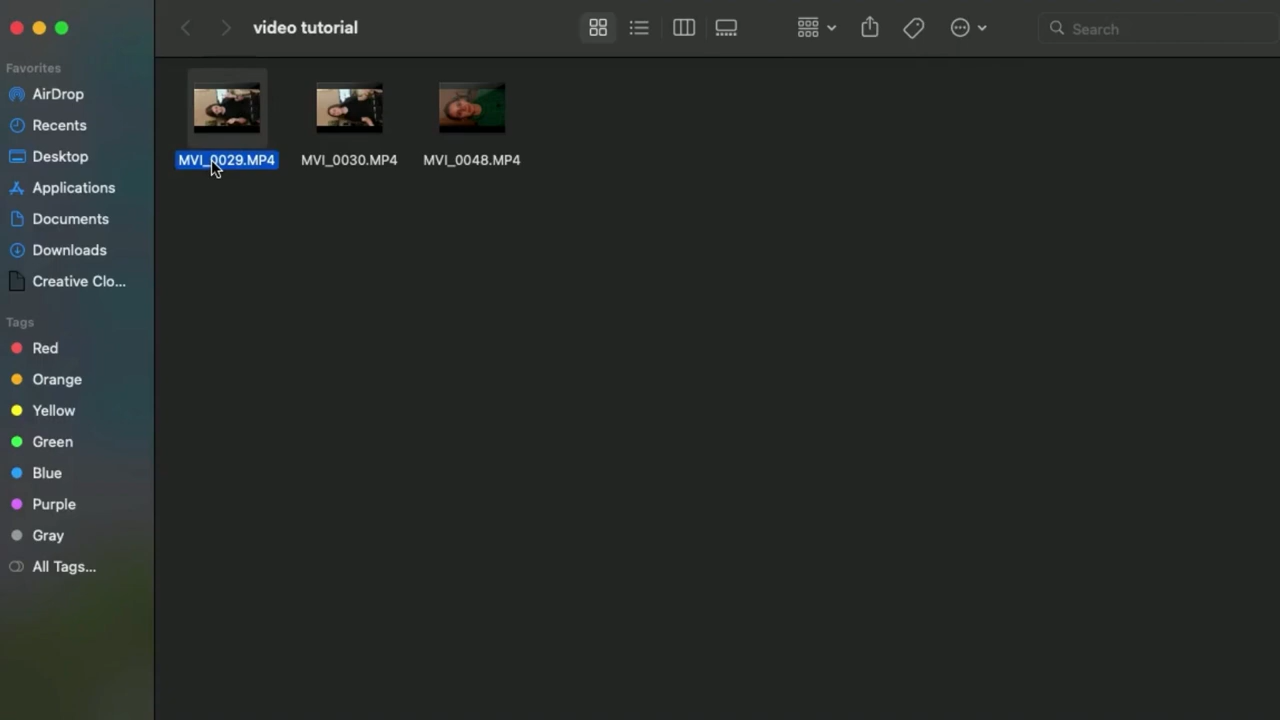 video tutorial
Search
Favorites
AirDrop
Recents
Desktop
Applications
Documents
Downloads
Creative Clo...
Tags
Red
Orange
Yellow
Green
Blue
Purple
Gray
All Tags...
MVI_0029.MP4
MVI_0030.MP4
MVI_0048.MP4